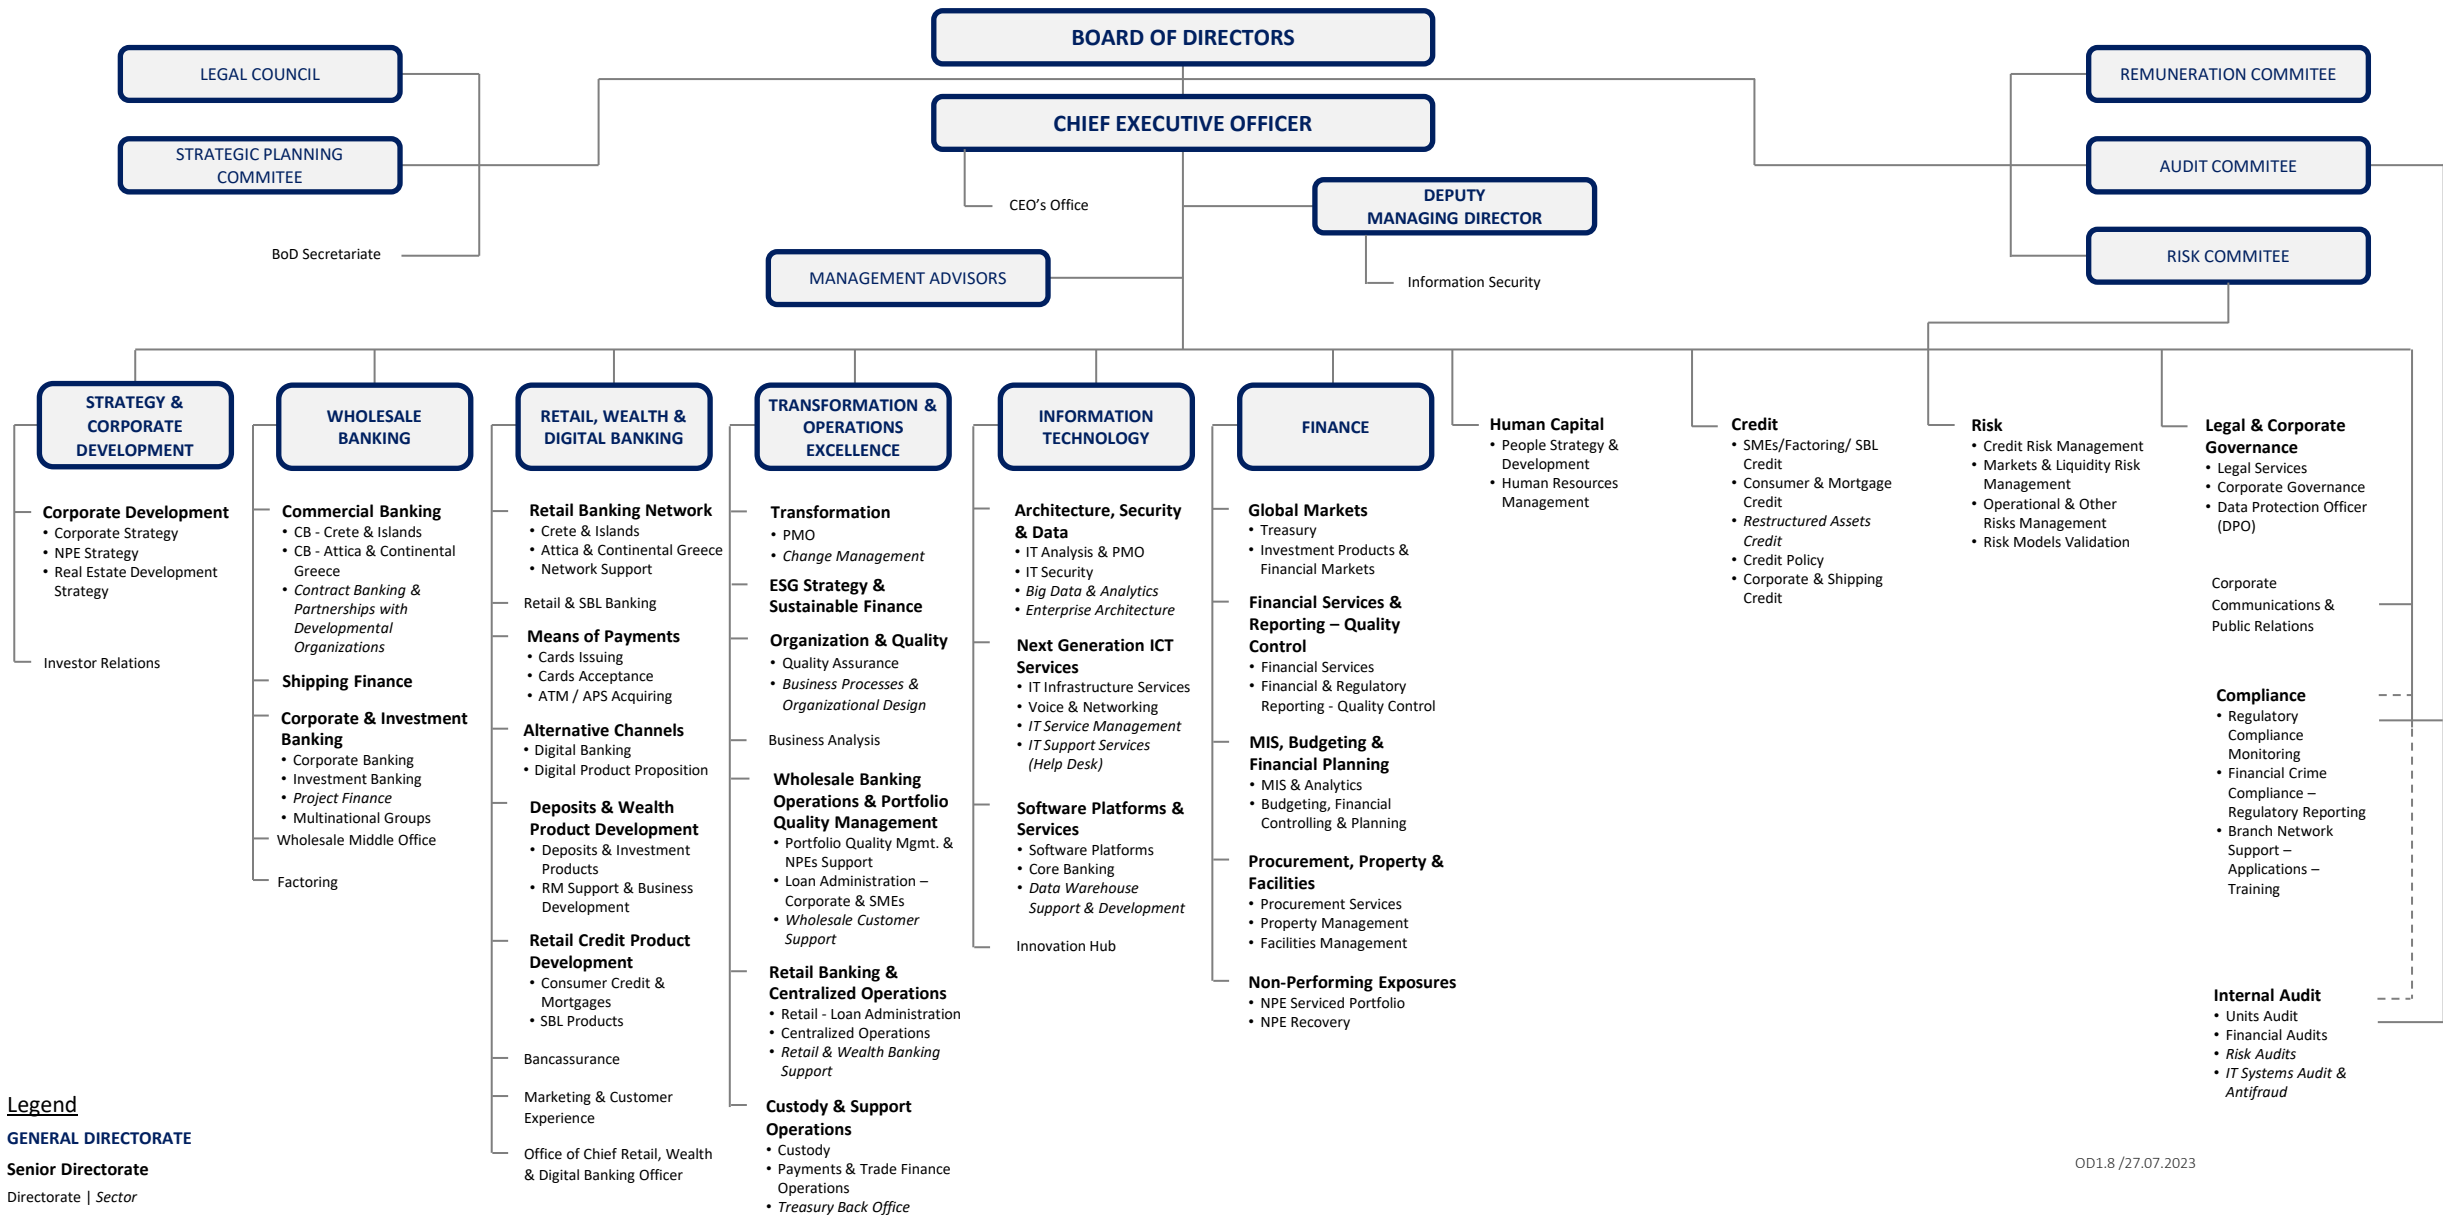 BOARD OF DIRECTORS
LEGAL COUNCIL
REMUNERATION COMMITEE
CHIEF EXECUTIVE OFFICER
STRATEGIC PLANNING
COMMITEE
AUDIT COMMITEE
CEO's Office
DEPUTY
MANAGING DIRECTOR
BoD Secretariate
RISK COMMITEE
MANAGEMENT ADVISORS
Information Security
STRATEGY &
CORPORATE
DEVELOPMENT
Corporate Development
• Corporate Strategy
• NPE Strategy
• Real Estate Development
Strategy
Investor Relations
WHOLESALE
BANKING
Commercial Banking
• CB - Crete & Islands
• CB - Attica & Continental
Greece
• Contract Banking &
Partnerships with
Developmental
Organizations
Shipping Finance
Corporate & Investment
Banking
• Corporate Banking
• Investment Banking
• Project Finance
• Multinational Groups
Wholesale Middle Office
Factoring
RETAIL, WEALTH &
DIGITAL BANKING
Retail Banking Network
• Crete & Islands
• Attica & Continental Greece
• Network Support
Retail & SBL Banking
Means of Payments
• Cards Issuing
• Cards Acceptance
• ATM / APS Acquiring
Alternative Channels
• Digital Banking
• Digital Product Proposition
Deposits & Wealth
Product Development
• Deposits & Investment
Products
• RM Support & Business
Development
Retail Credit Product
Development
• Consumer Credit &
Mortgages
• SBL Products
Bancassurance
Marketing & Customer
Experience
Office of Chief Retail, Wealth
& Digital Banking Officer
TRANSFORMATION &
OPERATIONS
EXCELLENCE
Transformation
• PMO
• Change Management
ESG Strategy &
Sustainable Finance
Organization & Quality
• Quality Assurance
• Business Processes &
Organizational Design
Business Analysis
Wholesale Banking
Operations & Portfolio
Quality Management
• Portfolio Quality Mgmt. &
NPEs Support
• Loan Administration –
Corporate & SMEs
• Wholesale Customer
Support
Retail Banking &
Centralized Operations
• Retail - Loan Administration
• Centralized Operations
• Retail & Wealth Banking
Support
Custody & Support
Operations
• Custody
• Payments & Trade Finance
Operations
• Treasury Back Office
INFORMATION
TECHNOLOGY
Architecture, Security
& Data
• IT Analysis & PMO
• IT Security
• Big Data & Analytics
• Enterprise Architecture
Next Generation ICT
Services
• IT Infrastructure Services
• Voice & Networking
• IT Service Management
• IT Support Services
(Help Desk)
Software Platforms &
Services
• Software Platforms
• Core Banking
• Data Warehouse
Support & Development
Innovation Hub
FINANCE
Global Markets
• Treasury
• Investment Products &
Financial Markets
Financial Services &
Reporting – Quality
Control
• Financial Services
• Financial & Regulatory
Reporting - Quality Control
MIS, Budgeting &
Financial Planning
• MIS & Analytics
• Budgeting, Financial
Controlling & Planning
Procurement, Property &
Facilities
• Procurement Services
• Property Management
• Facilities Management
Non-Performing Exposures
• NPE Serviced Portfolio
• NPE Recovery
Human Capital
• People Strategy &
Development
• Human Resources
Management
Credit
• SMEs/Factoring/ SBL
Credit
• Consumer & Mortgage
Credit
• Restructured Assets
Credit
• Credit Policy
• Corporate & Shipping
Credit
Risk
• Credit Risk Management
• Markets & Liquidity Risk
Management
• Operational & Other
Risks Management
• Risk Models Validation
Legal & Corporate
Governance
• Legal Services
• Corporate Governance
• Data Protection Officer
(DPO)
Corporate
Communications &
Public Relations
Compliance
• Regulatory
Compliance
Monitoring
• Financial Crime
Compliance –
Regulatory Reporting
• Branch Network
Support –
Applications –
Training
Internal Audit
• Units Audit
• Financial Audits
• Risk Audits
• IT Systems Audit &
Antifraud
Legend
GENERAL DIRECTORATE
Senior Directorate
Directorate | Sector
OD1.8 /27.07.2023